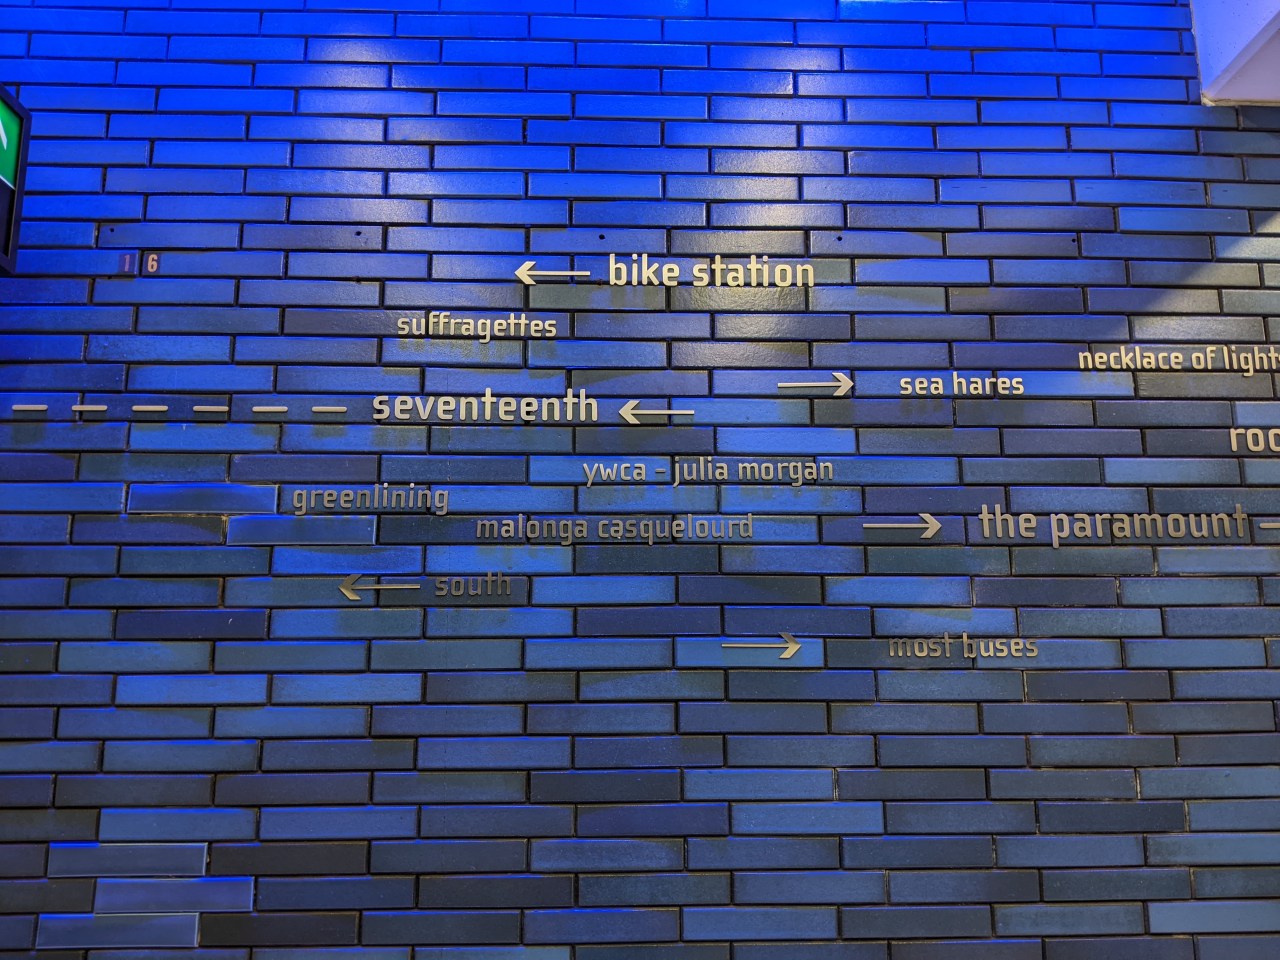 16
← bike station
suffragettes
necklace of light
→ sea hares
seventeenth ←
ywca - julia morgan
greenlining
malonga casquelourd
→ the paramount
← south
→ most buses